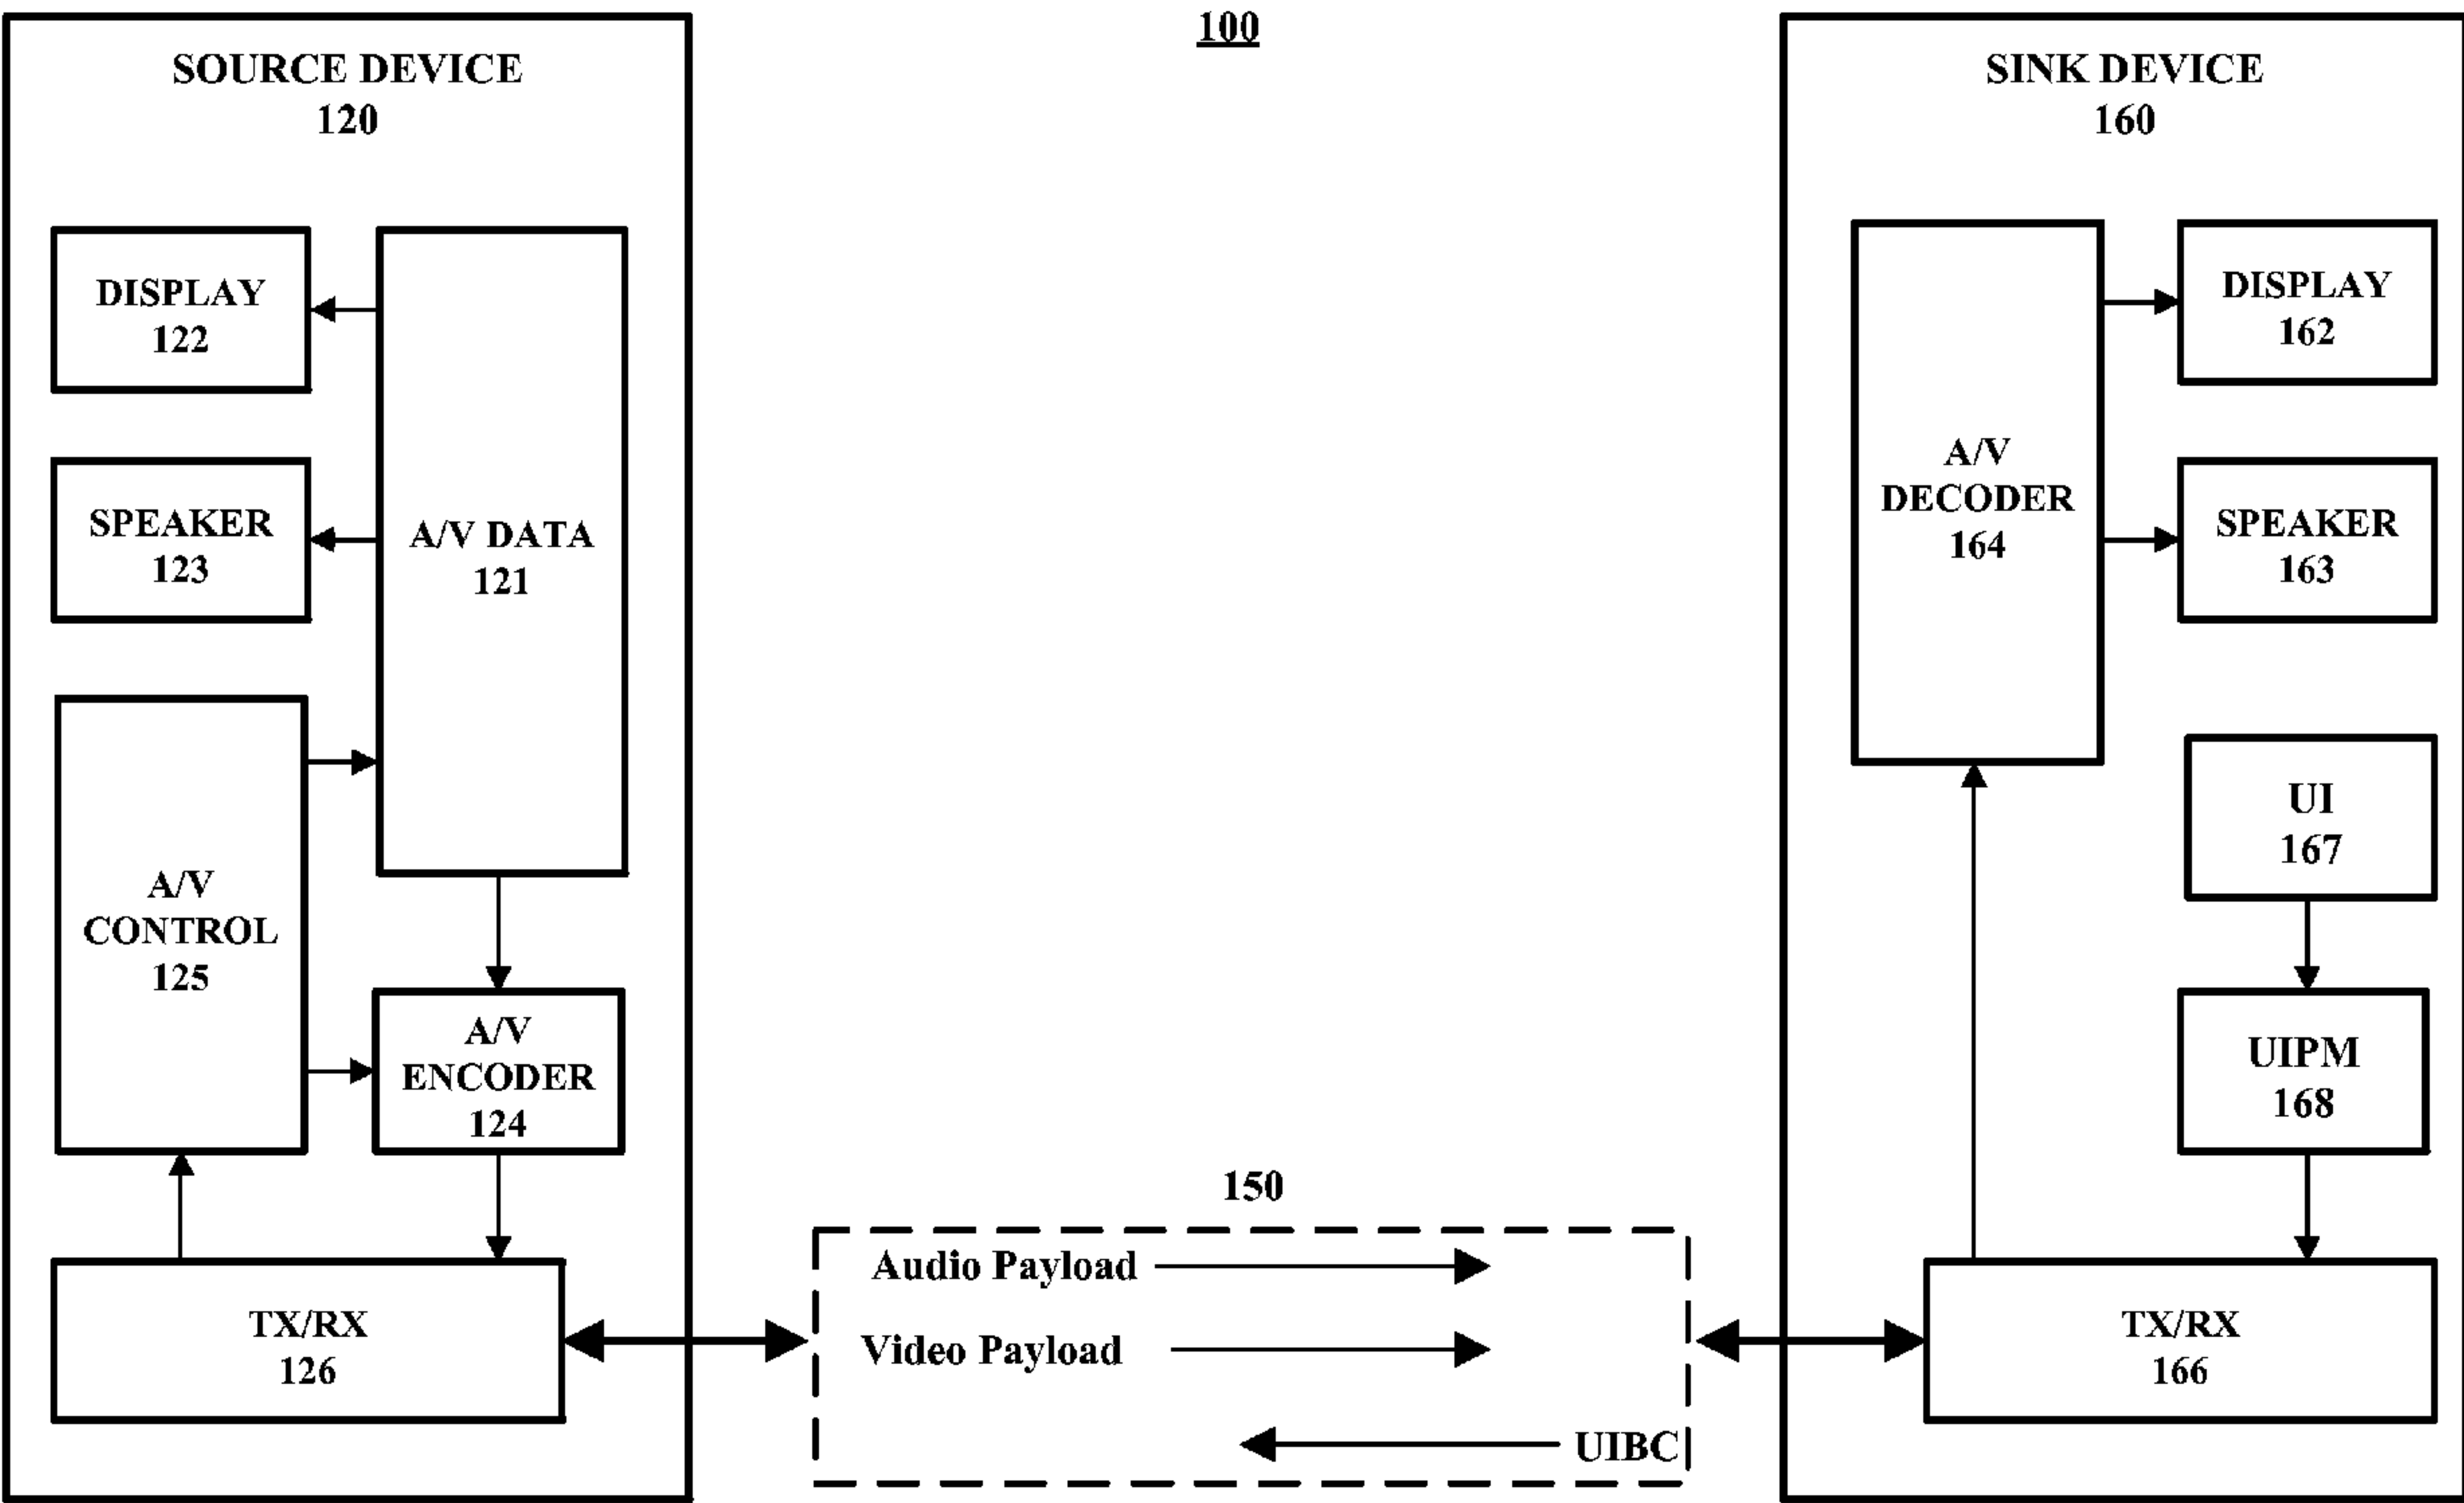 100
SOURCE DEVICE
120
DISPLAY
122
SPEAKER
123
A/V DATA
121
A/V
CONTROL
125
A/V
ENCODER
124
TX/RX
126
150
Audio Payload
Video Payload
UIBC
SINK DEVICE
160
A/V
DECODER
164
DISPLAY
162
SPEAKER
163
UI
167
UIPM
168
TX/RX
166